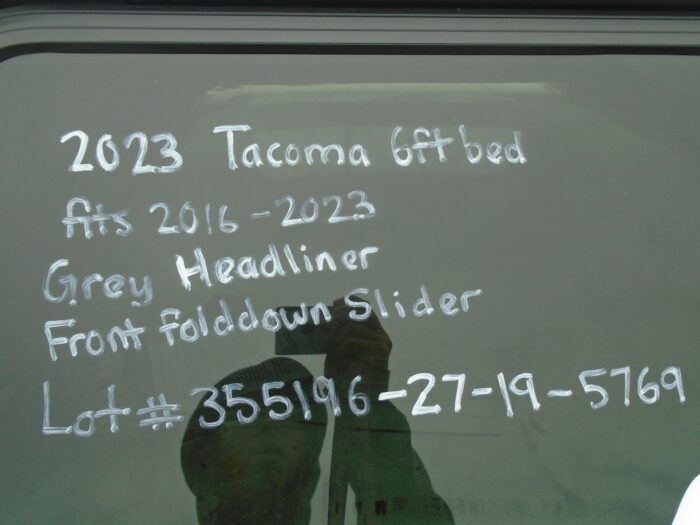 2023 Tacoma 6ft bed
fits 2016-2023
Grey Headliner
Front folddown Slider
Lot # 355196-27-19-5769